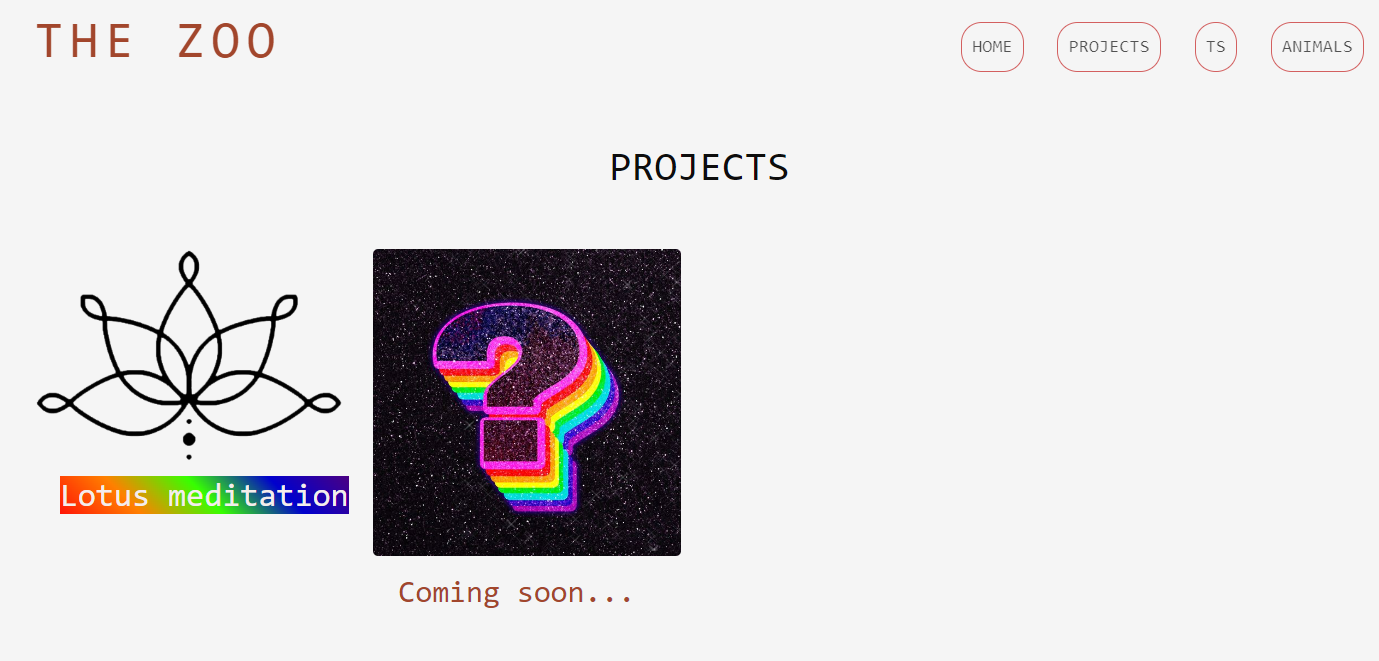 THE ZOO
HOME
PROJECTS
TS
ANIMALS
PROJECTS
?
Lotus meditation
Coming soon...